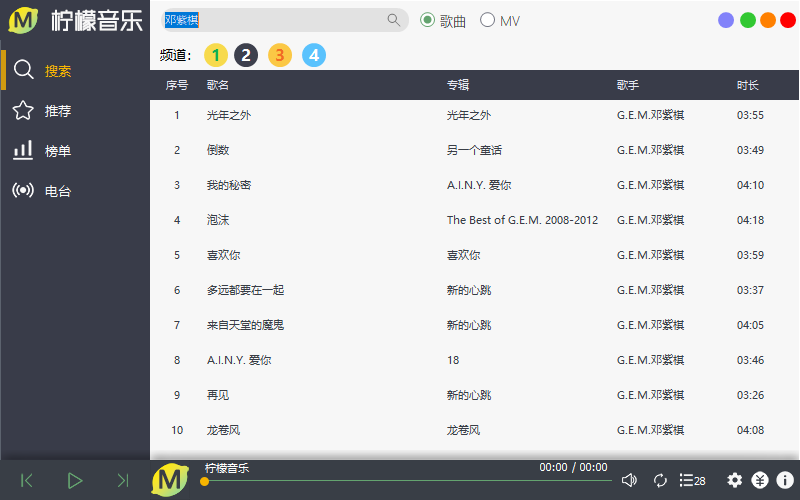 M 柠檬音乐
邓紫棋
歌曲 MV
频道： 1 2 3 4
搜索
推荐
榜单
电台
序号 歌名 专辑 歌手 时长
1 光年之外 光年之外 G.E.M.邓紫棋 03:55
2 倒数 另一个童话 G.E.M.邓紫棋 03:49
3 我的秘密 A.I.N.Y. 爱你 G.E.M.邓紫棋 04:10
4 泡沫 The Best of G.E.M. 2008-2012 G.E.M.邓紫棋 04:18
5 喜欢你 喜欢你 G.E.M.邓紫棋 03:59
6 多远都要在一起 新的心跳 G.E.M.邓紫棋 03:37
7 来自天堂的魔鬼 新的心跳 G.E.M.邓紫棋 04:05
8 A.I.N.Y. 爱你 18 G.E.M.邓紫棋 03:46
9 再见 新的心跳 G.E.M.邓紫棋 03:26
10 龙卷风 龙卷风 G.E.M.邓紫棋 04:08
M 柠檬音乐 00:00 / 00:00
28 ¥ i